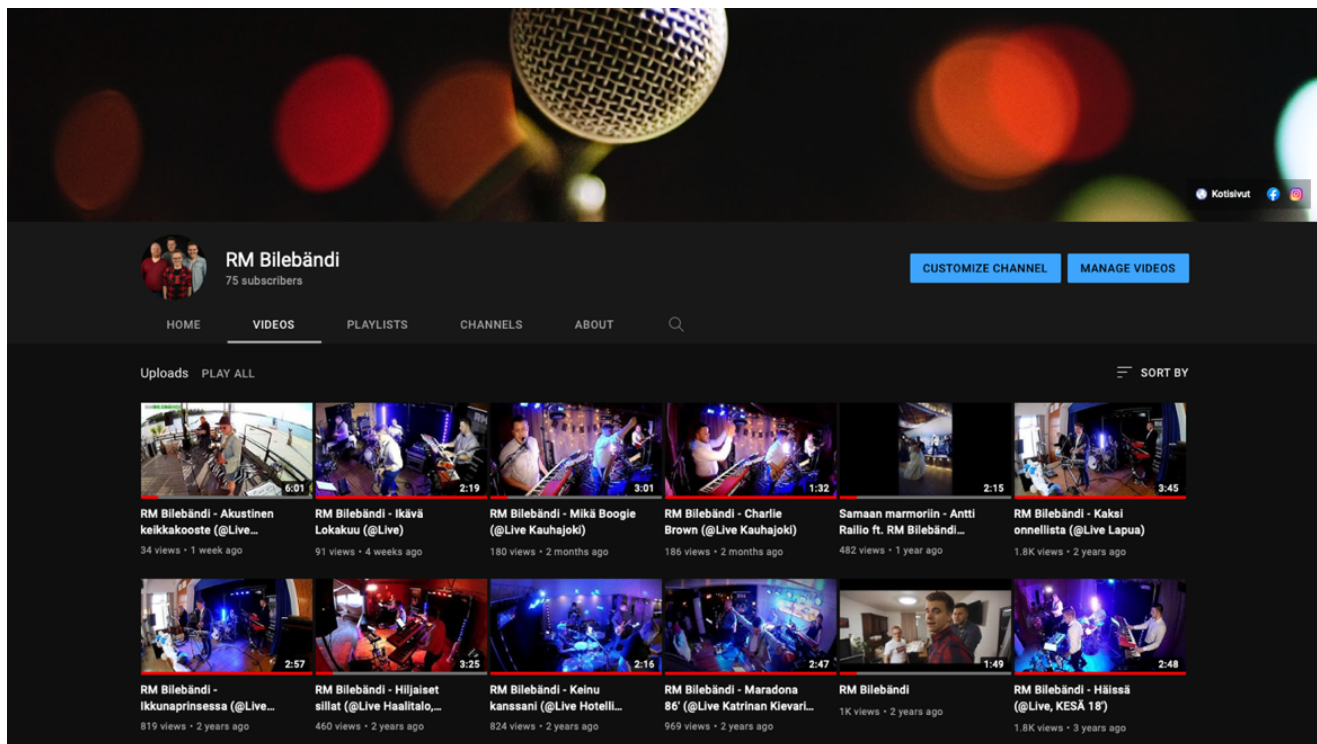 Kotisivut
RM Bilebändi
75 subscribers
CUSTOMIZE CHANNEL
MANAGE VIDEOS
HOME
VIDEOS
PLAYLISTS
CHANNELS
ABOUT
Uploads
PLAY ALL
SORT BY
6:01
2:19
3:01
1:32
2:15
3:45
RM Bilebändi - Akustinen
keikkakooste (@Live...
34 views • 1 week ago
RM Bilebändi - Ikävä
Lokakuu (@Live)
91 views • 4 weeks ago
RM Bilebändi - Mikä Boogie
(@Live Kauhajoki)
180 views • 2 months ago
RM Bilebändi - Charlie
Brown (@Live Kauhajoki)
186 views • 2 months ago
Samaan marmoriin - Antti
Railio ft. RM Bilebändi...
482 views • 1 year ago
RM Bilebändi - Kaksi
onnellista (@Live Lapua)
1.8K views • 2 years ago
2:57
3:25
2:16
2:47
1:49
2:48
RM Bilebändi -
Ikkunaprinsessa (@Live...
819 views • 2 years ago
RM Bilebändi - Hiljaiset
sillat (@Live Haalitalo,...
460 views • 2 years ago
RM Bilebändi - Keinu
kanssani (@Live Hotelli...
824 views • 2 years ago
RM Bilebändi - Maradona
86' (@Live Katrinan Kievari...
969 views • 2 years ago
RM Bilebändi
1K views • 2 years ago
RM Bilebändi - Häissä
(@Live, KESÄ 18')
1.8K views • 3 years ago